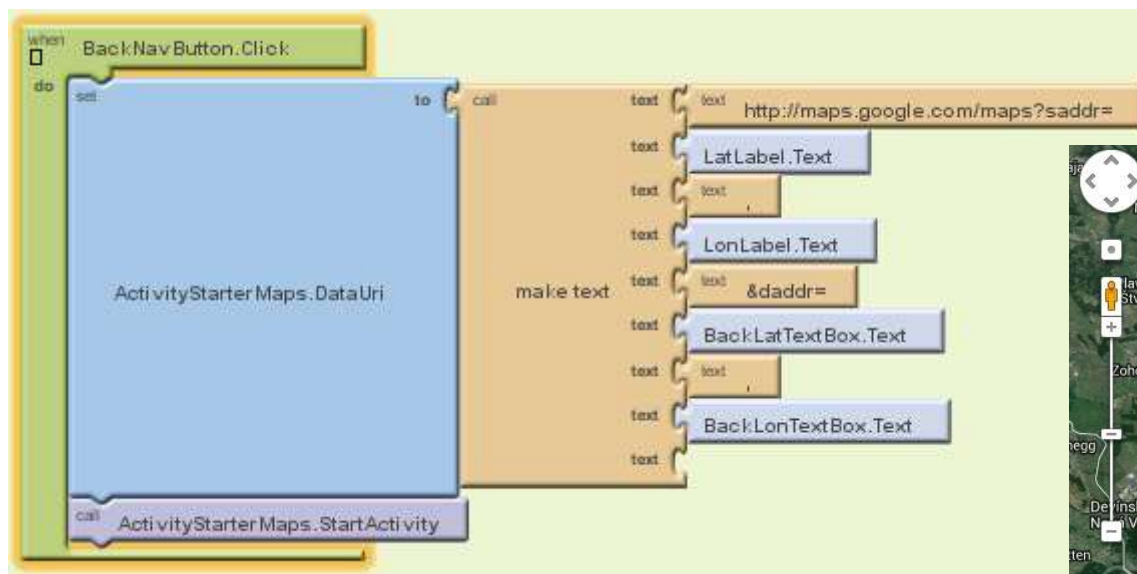 when
BackNavButton.Click
do
set
to
call
text
text
http://maps.google.com/maps?saddr=
ActivityStarterMaps.DataUri
make text
text
LatLabel.Text
text
text
,
text
LonLabel.Text
text
text
&daddr=
text
BackLatTextBox.Text
text
text
,
text
BackLonTextBox.Text
text
call
ActivityStarterMaps.StartActivity